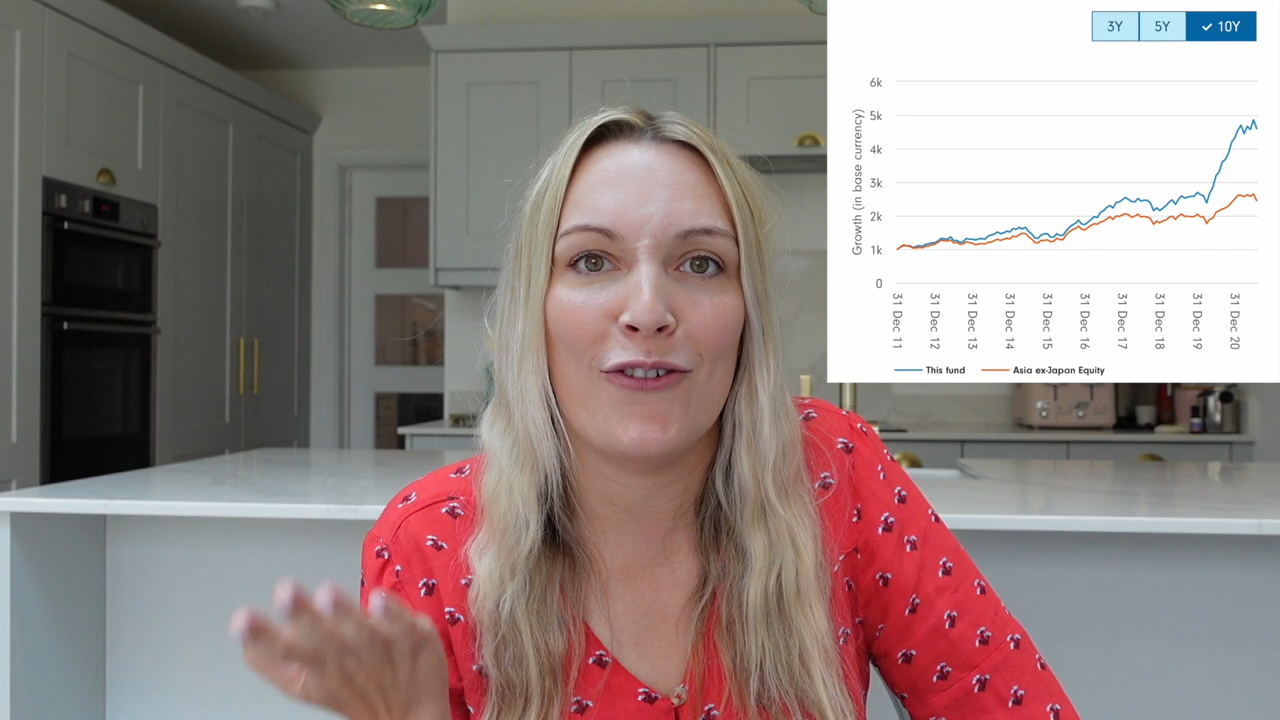 3Y 5Y ✓ 10Y
6k
5k
4k
3k
2k
1k
0
Growth (in base currency)
31 Dec 11
31 Dec 12
31 Dec 13
31 Dec 14
31 Dec 15
31 Dec 16
31 Dec 17
31 Dec 18
31 Dec 19
31 Dec 20
This fund Asia ex-Japan Equity